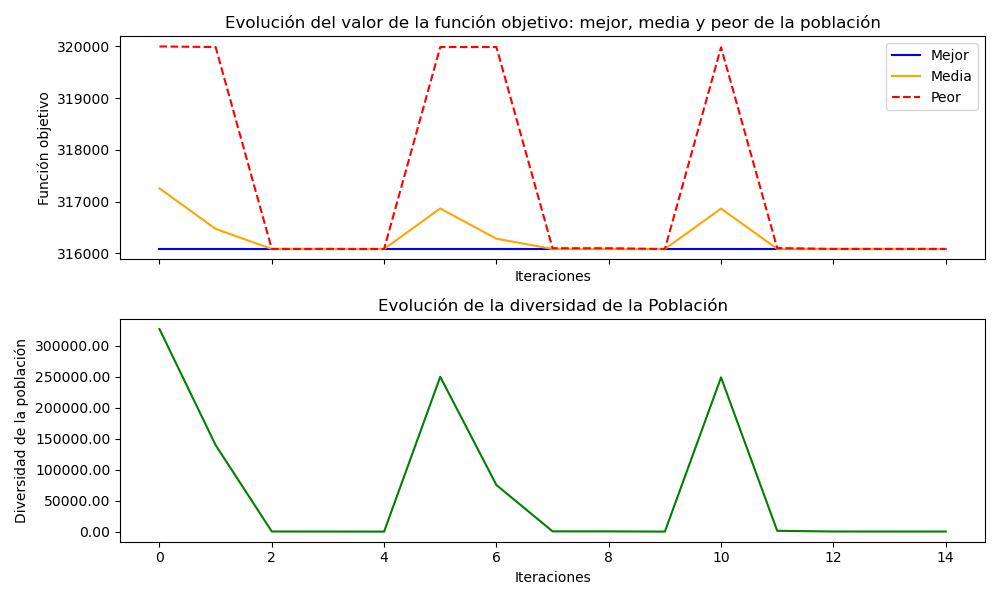 Evolución del valor de la función objetivo: mejor, media y peor de la población
320000
319000
318000
317000
316000
Función objetivo
Mejor
Media
Peor
Iteraciones
Evolución de la diversidad de la Población
300000.00
250000.00
200000.00
150000.00
100000.00
50000.00
0.00
Diversidad de la población
0 2 4 6 8 10 12 14
Iteraciones